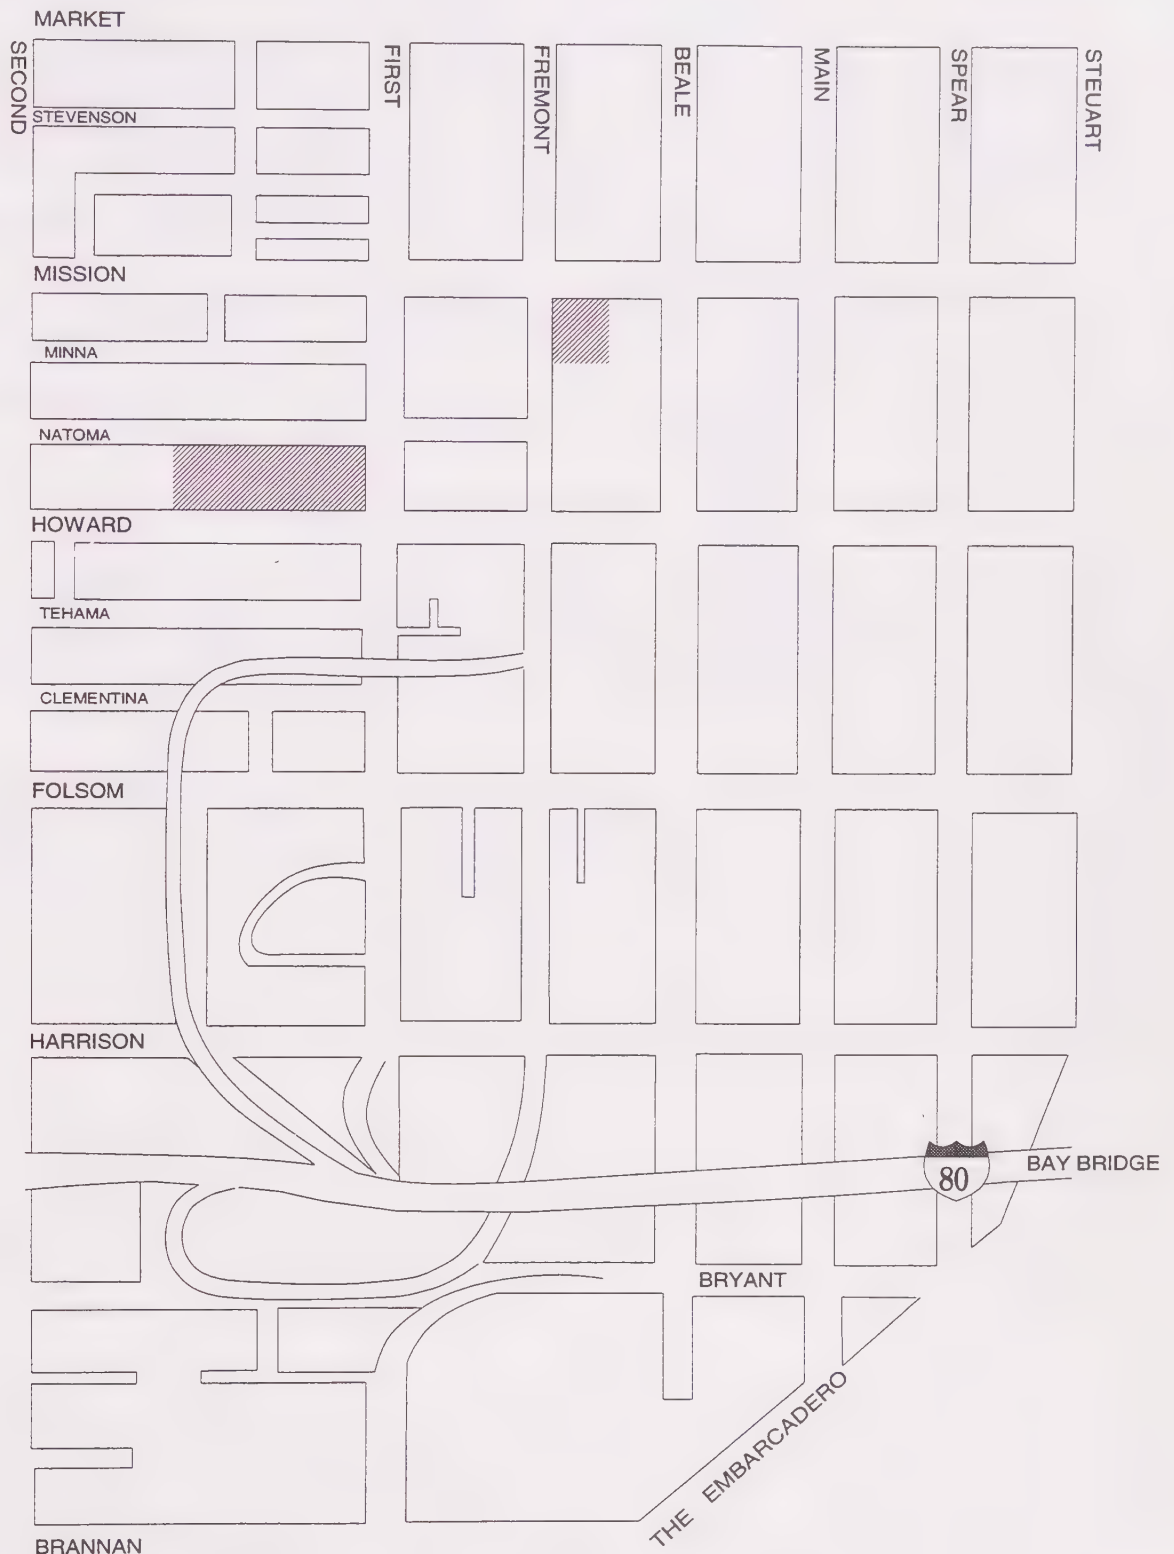 MARKET
SECOND
FIRST
FREMONT
BEALE
MAIN
SPEAR
STEUART
STEVENSON
MISSION
MINNA
NATOMA
HOWARD
TEHAMA
CLEMENTINA
FOLSOM
HARRISON
80
BAY BRIDGE
BRYANT
THE EMBARCADERO
BRANNAN